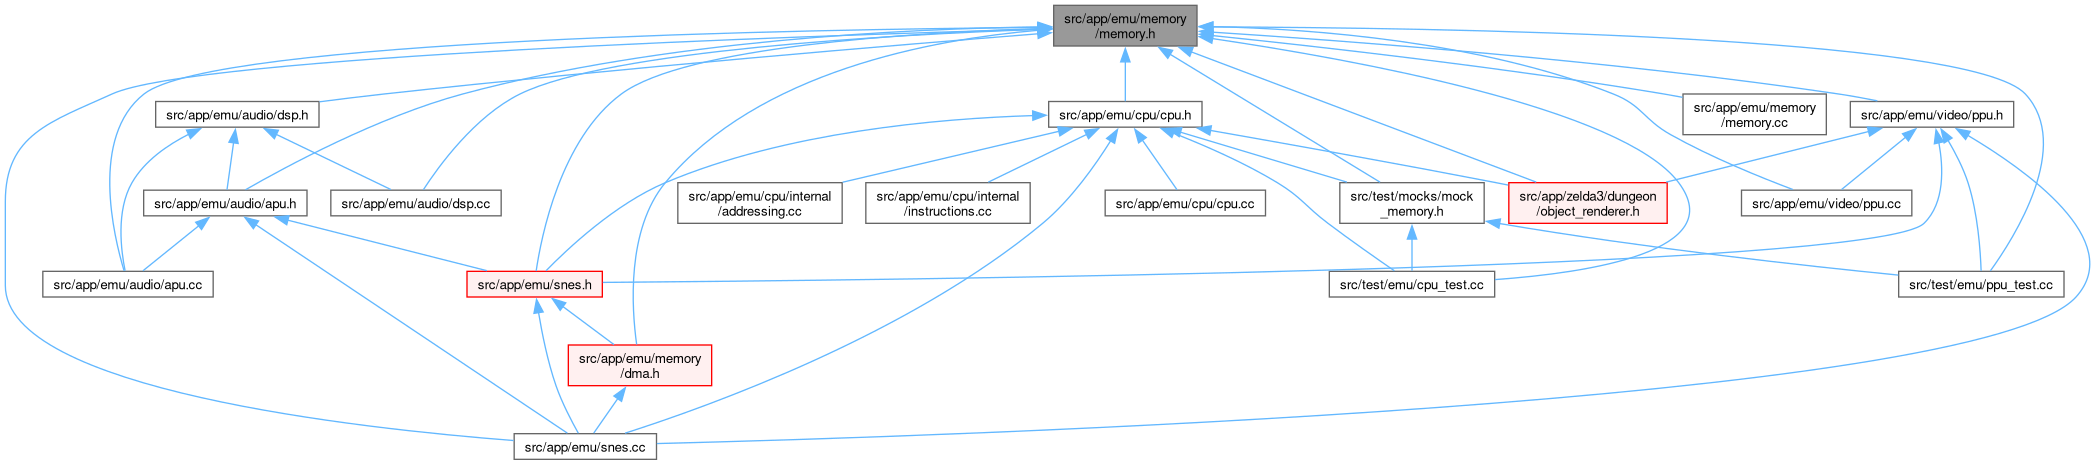 src/app/emu/memory
/memory.h
src/app/emu/audio/dsp.h
src/app/emu/cpu/cpu.h
src/app/emu/memory
/memory.cc
src/app/emu/video/ppu.h
src/app/emu/audio/apu.h
src/app/emu/audio/dsp.cc
src/app/emu/cpu/internal
/addressing.cc
src/app/emu/cpu/internal
/instructions.cc
src/app/emu/cpu/cpu.cc
src/test/mocks/mock
_memory.h
src/app/zelda3/dungeon
/object_renderer.h
src/app/emu/video/ppu.cc
src/app/emu/audio/apu.cc
src/app/emu/snes.h
src/test/emu/cpu_test.cc
src/test/emu/ppu_test.cc
src/app/emu/memory
/dma.h
src/app/emu/snes.cc